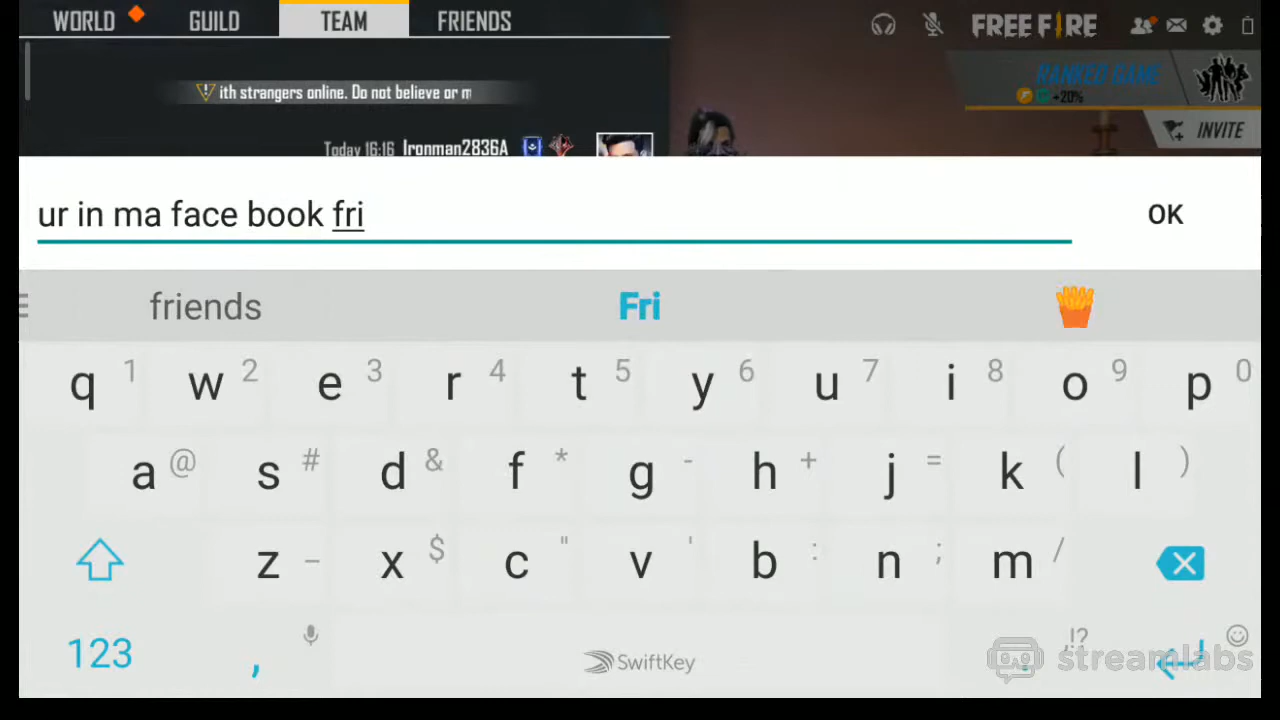 WORLD GUILD TEAM FRIENDS FREE FIRE
RANKED GAME
+20%
ith strangers online. Do not believe or m
INVITE
Today 16:16 Ironman2836A
ur in ma face book fri OK
friends Fri
q 1 w 2 e 3 r 4 t 5 y 6 u 7 i 8 o 9 p 0
a @ s # d & f * g - h + j = k ( l )
z _ x $ c " v ' b : n ; m /
123 , SwiftKey . ,!?
streamlabs